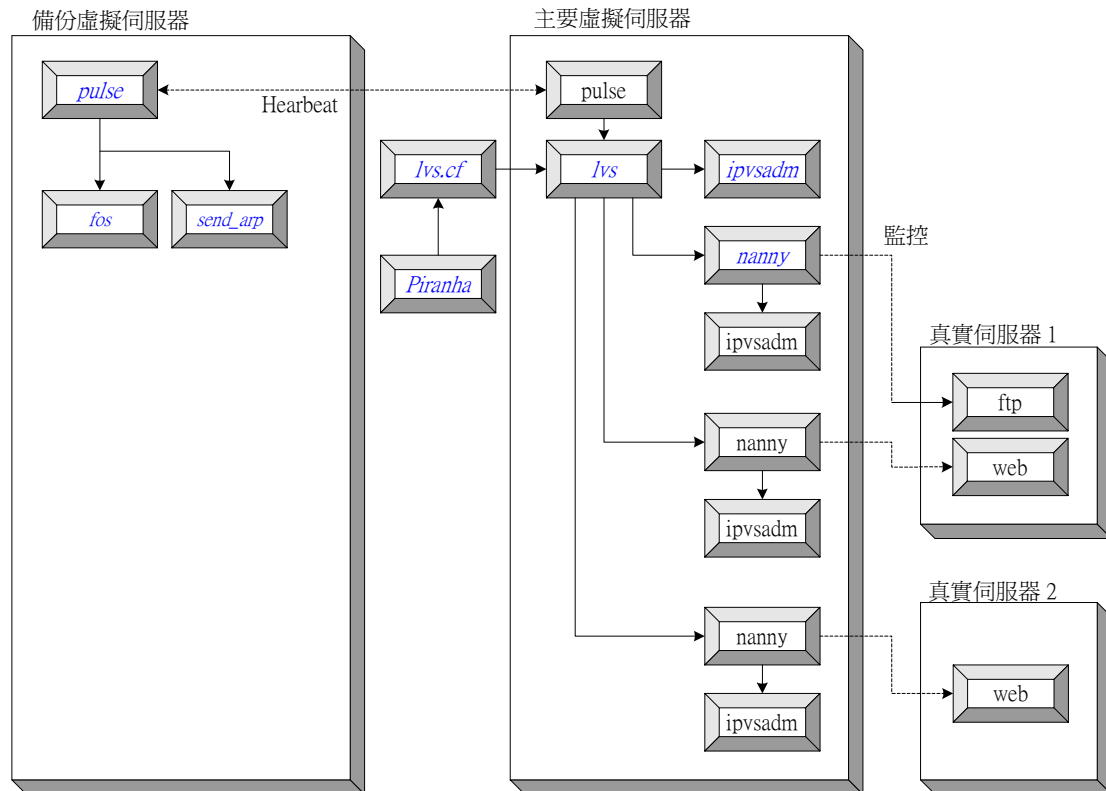 備份虛擬伺服器
主要虛擬伺服器
pulse
Hearbeat
pulse
lvs.cf
lvs
ipvsadm
fos
send_arp
Piranha
nanny
監控
ipvsadm
真實伺服器 1
ftp
nanny
web
ipvsadm
真實伺服器 2
nanny
web
ipvsadm